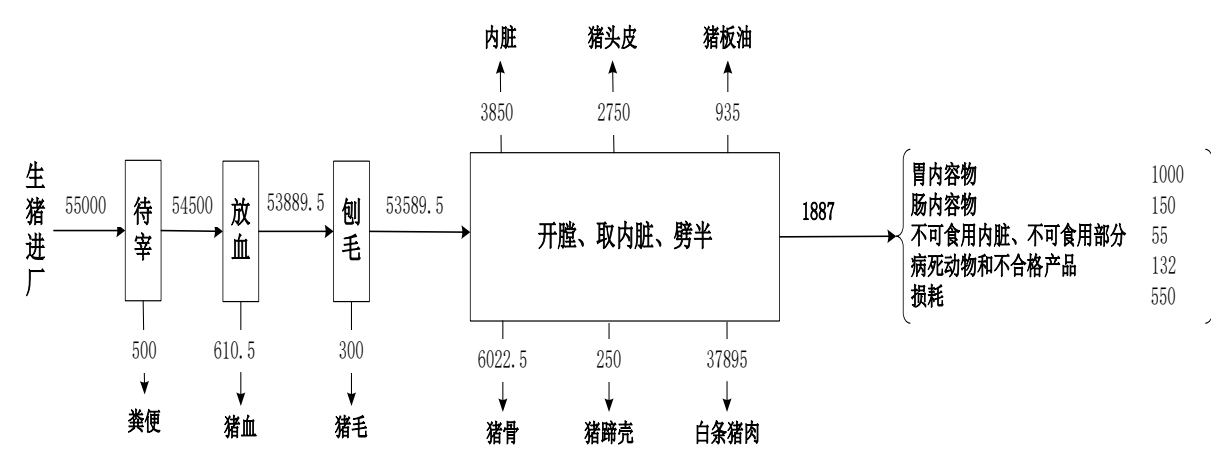 内脏
猪头皮
猪板油
3850
2750
935
生猪进厂
55000
待宰
54500
放血
53889.5
刨毛
53589.5
开膛、取内脏、劈半
1887
胃内容物 1000
肠内容物 150
不可食用内脏、不可食用部分 55
病死动物和不合格产品 132
损耗 550
500
610.5
300
6022.5
250
37895
粪便
猪血
猪毛
猪骨
猪蹄壳
白条猪肉